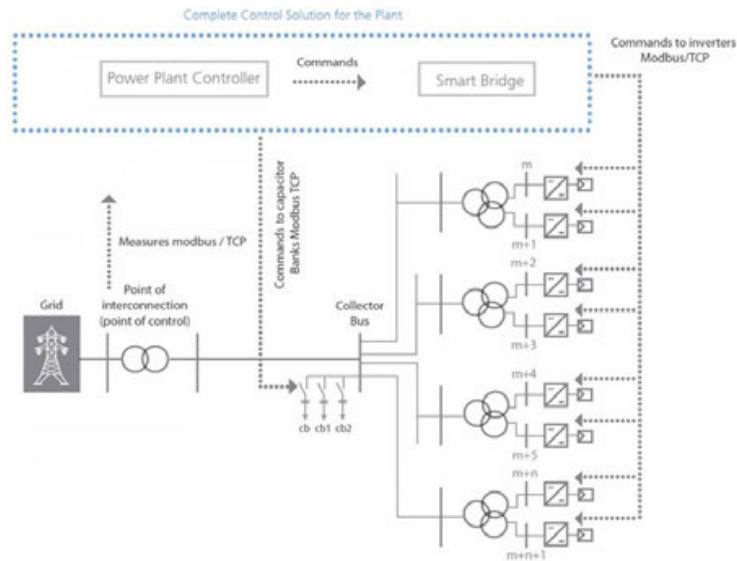 Complete Control Solution for the Plant
Commands to inverters
Modbus/TCP
Commands
Power Plant Controller
Smart Bridge
Commands to capacitor
Banks Modbus TCP
Measures modbus / TCP
Grid
Point of
interconnection
(point of control)
Collector
Bus
cb
cb1
cb2
m
m+1
m+2
m+3
m+4
m+5
m+n
m+n+1